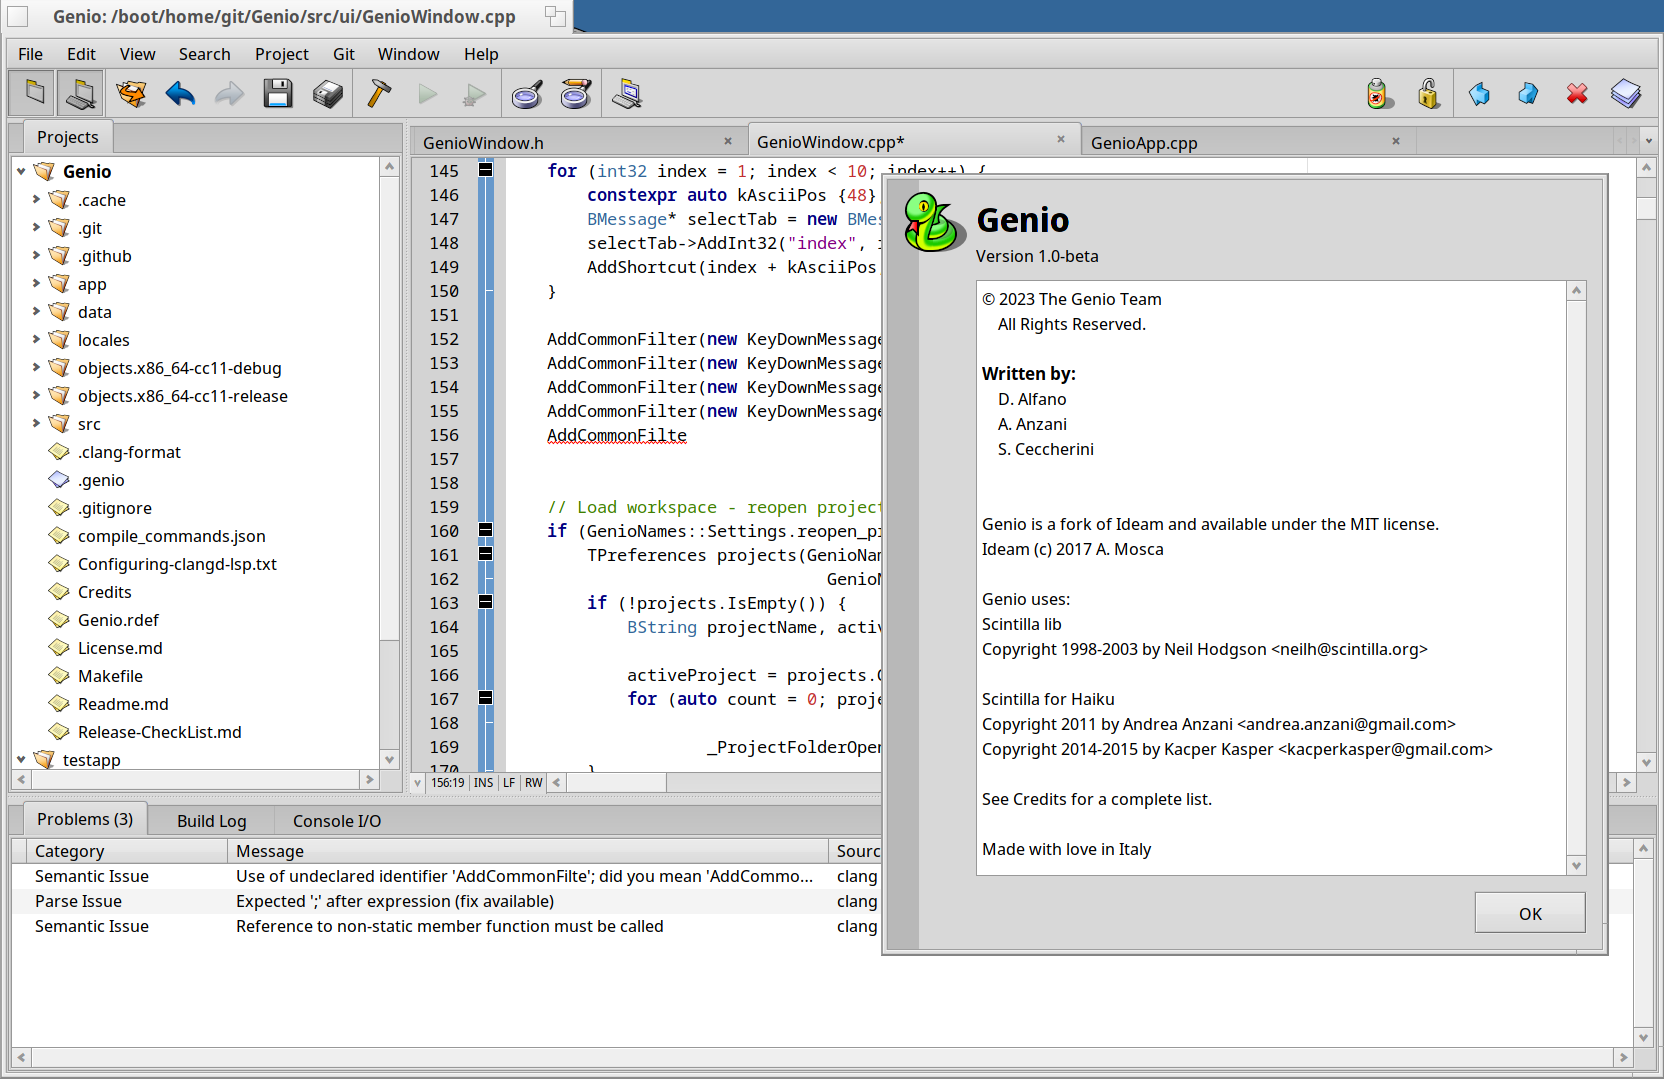 Genio: /boot/home/git/Genio/src/ui/GenioWindow.cpp
File Edit View Search Project Git Window Help
Projects
Genio
.cache
.git
.github
app
data
locales
objects.x86_64-cc11-debug
objects.x86_64-cc11-release
src
.clang-format
.genio
.gitignore
compile_commands.json
Configuring-clangd-lsp.txt
Credits
Genio.rdef
License.md
Makefile
Readme.md
Release-CheckList.md
testapp
GenioWindow.h GenioWindow.cpp* GenioApp.cpp
145 for (int32 index = 1; index < 10; index++) {
146 constexpr auto kAsciiPos {48}
147 BMessage* selectTab = new BMes
148 selectTab->AddInt32("index",
149 AddShortcut(index + kAsciiPos
150 }
151
152 AddCommonFilter(new KeyDownMessage
153 AddCommonFilter(new KeyDownMessage
154 AddCommonFilter(new KeyDownMessage
155 AddCommonFilter(new KeyDownMessage
156 AddCommonFilte
157
158
159 // Load workspace - reopen project
160 if (GenioNames::Settings.reopen_pr
161 TPreferences projects(GenioNam
162 GenioN
163 if (!projects.IsEmpty()) {
164 BString projectName, activ
165
166 activeProject = projects.G
167 for (auto count = 0; proje
168
169 _ProjectFolderOpen
170 }
156:19 INS LF RW
Problems (3) Build Log Console I/O
Category Message Sourc
Semantic Issue Use of undeclared identifier 'AddCommonFilte'; did you mean 'AddCommo... clang
Parse Issue Expected ';' after expression (fix available) clang
Semantic Issue Reference to non-static member function must be called clang
Genio
Version 1.0-beta
© 2023 The Genio Team
All Rights Reserved.
Written by:
D. Alfano
A. Anzani
S. Ceccherini
Genio is a fork of Ideam and available under the MIT license.
Ideam (c) 2017 A. Mosca
Genio uses:
Scintilla lib
Copyright 1998-2003 by Neil Hodgson <neilh@scintilla.org>
Scintilla for Haiku
Copyright 2011 by Andrea Anzani <andrea.anzani@gmail.com>
Copyright 2014-2015 by Kacper Kasper <kacperkasper@gmail.com>
See Credits for a complete list.
Made with love in Italy
OK